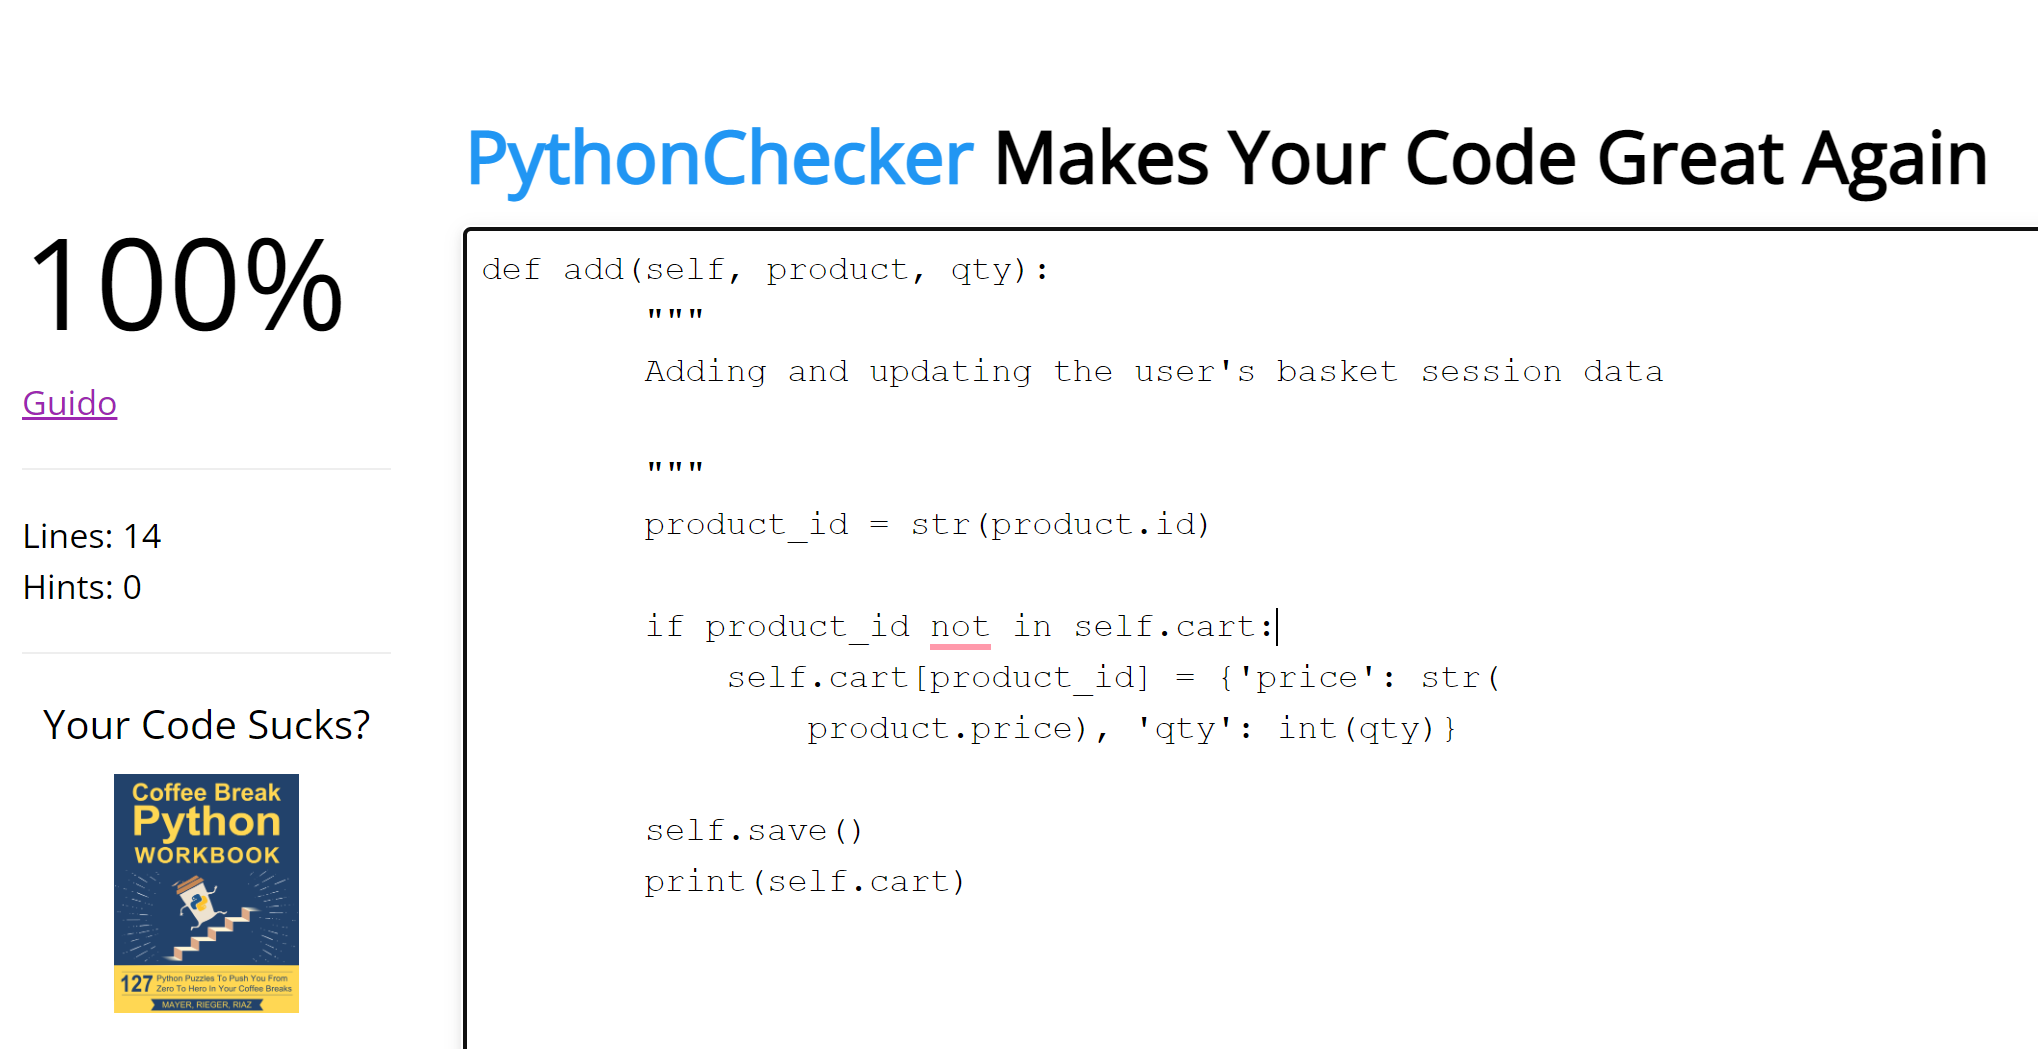 PythonChecker Makes Your Code Great Again
100%
Guido
Lines: 14
Hints: 0
Your Code Sucks?
Coffee Break
Python
WORKBOOK
127 Python Puzzles To Push You From
Zero To Hero In Your Coffee Breaks
MAYER, RIEGER, RIAZ
def add(self, product, qty):
"""
Adding and updating the user's basket session data
"""
product_id = str(product.id)
if product_id not in self.cart:
self.cart[product_id] = {'price': str(
product.price), 'qty': int(qty)}
self.save()
print(self.cart)